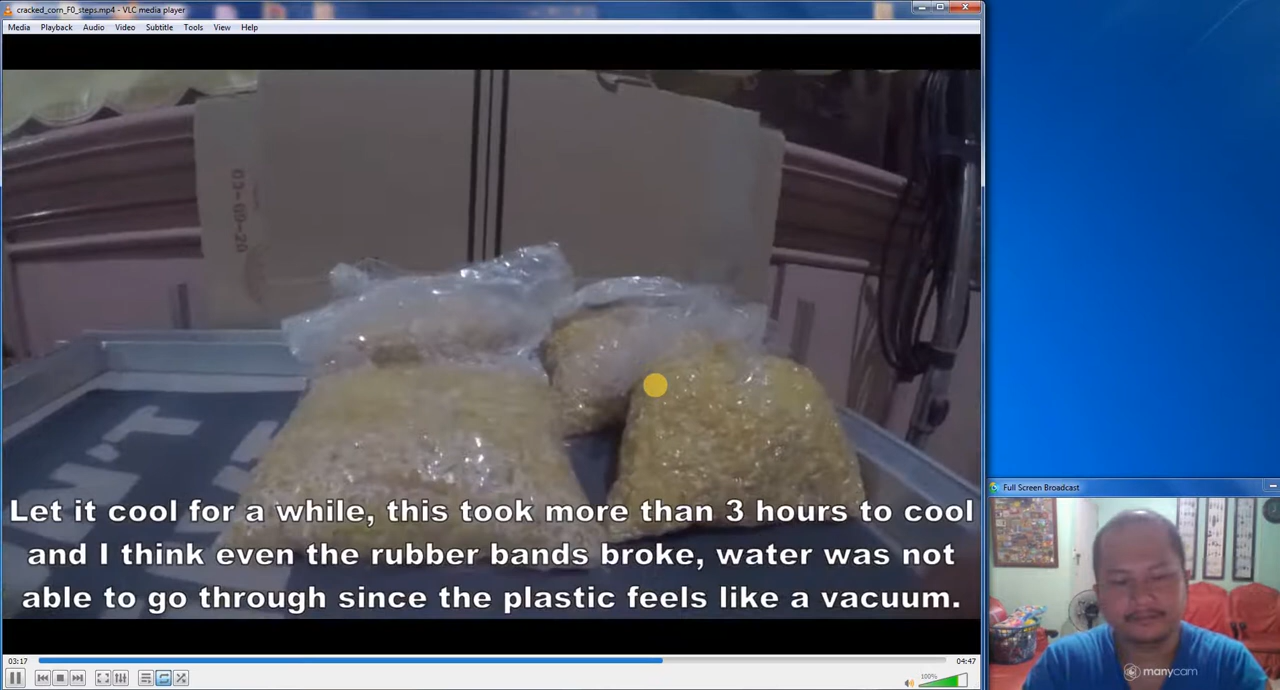 cracked_corn_F0_steps.mp4 - VLC media player
Media Playback Audio Video Subtitle Tools View Help
Let it cool for a while, this took more than 3 hours to cool
and I think even the rubber bands broke, water was not
able to go through since the plastic feels like a vacuum.
03:17
04:47
100%
Full Screen Broadcast
manycam